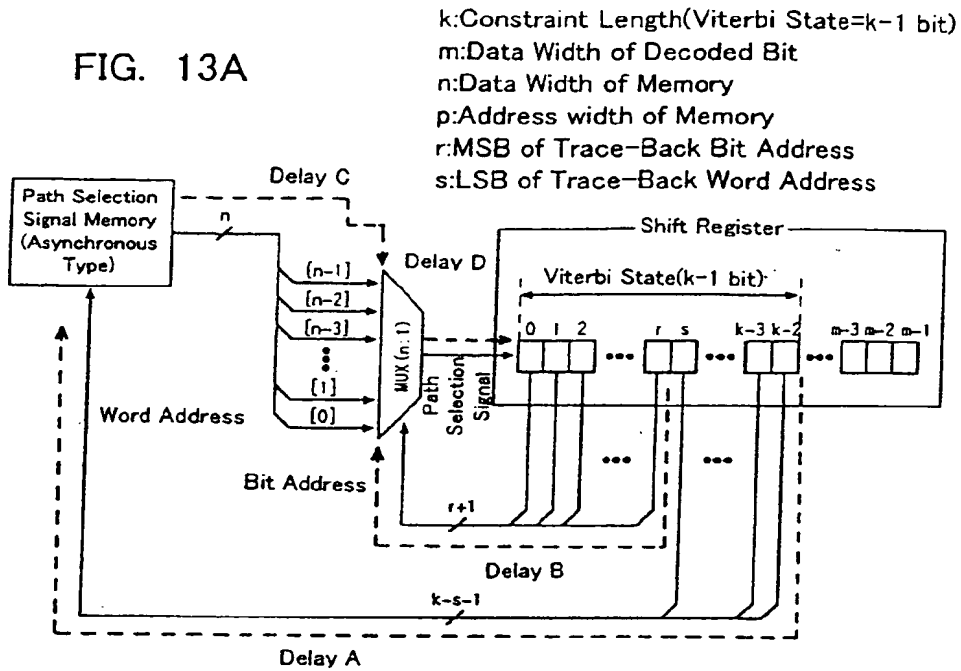 FIG. 13A
k:Constraint Length(Viterbi State=k-1 bit)
m:Data Width of Decoded Bit
n:Data Width of Memory
p:Address width of Memory
r:MSB of Trace-Back Bit Address
s:LSB of Trace-Back Word Address
Path Selection
Signal Memory
(Asynchronous
Type)
Delay C
n
[n-1]
[n-2]
[n-3]
[1]
[0]
MUX(n:1)
Delay D
Path
Selection
Signal
Shift Register
Viterbi State(k-1 bit)
0 1 2 r s k-3 k-2 m-3 m-2 m-1
Word Address
Bit Address
r+1
Delay B
k-s-1
Delay A